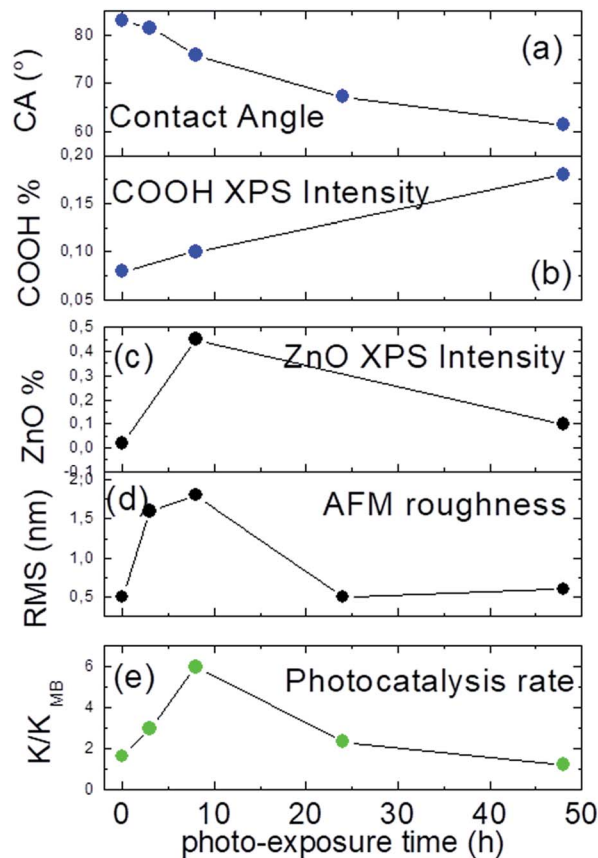 85
80
70
60
CA (°)
(a)
Contact Angle
0,20
0,15
0,10
0,05
COOH %
COOH XPS Intensity
(b)
0,5
0,4
0,3
0,2
0,1
0,0
-0,1
ZnO %
(c)
ZnO XPS Intensity
2,0
1,5
1,0
0,5
RMS (nm)
(d)
AFM roughness
6
4
2
0
K/K MB
(e)
Photocatalysis rate
0 10 20 30 40 50
photo-exposure time (h)